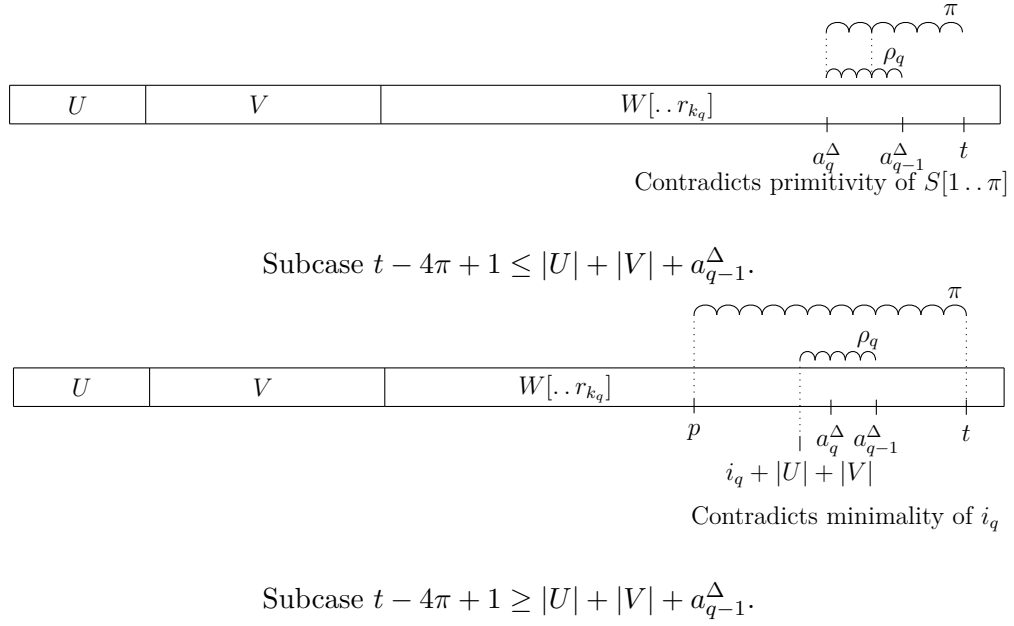 π
ρ_q
U V W[. . r_{k_q}]
a_q^Δ a_{q−1}^Δ t
Contradicts primitivity of S[1 . . π]
Subcase t − 4π + 1 ≤ |U| + |V| + a_{q−1}^Δ.
π
ρ_q
U V W[. . r_{k_q}]
p a_q^Δ a_{q−1}^Δ t
i_q + |U| + |V|
Contradicts minimality of i_q
Subcase t − 4π + 1 ≥ |U| + |V| + a_{q−1}^Δ.